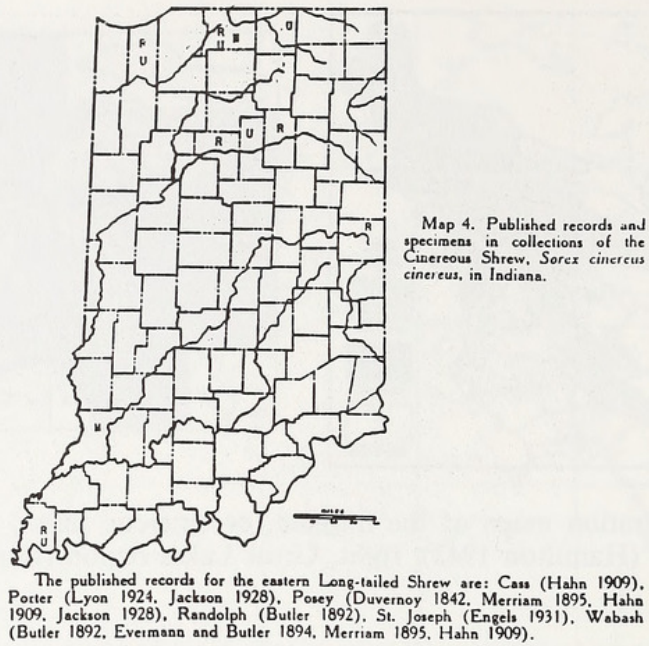 R
U
R N
U
U
R U R
R
Map 4. Published records and
specimens in collections of the
Cinereous Shrew, Sorex cinereus
cinereus, in Indiana.
N
R
U
MILES
The published records for the eastern Long-tailed Shrew are: Cass (Hahn 1909),
Porter (Lyon 1924, Jackson 1928), Posey (Duvernoy 1842, Merriam 1895, Hahn
1909, Jackson 1928), Randolph (Butler 1892), St. Joseph (Engels 1931), Wabash
(Butler 1892, Evermann and Butler 1894, Merriam 1895, Hahn 1909).